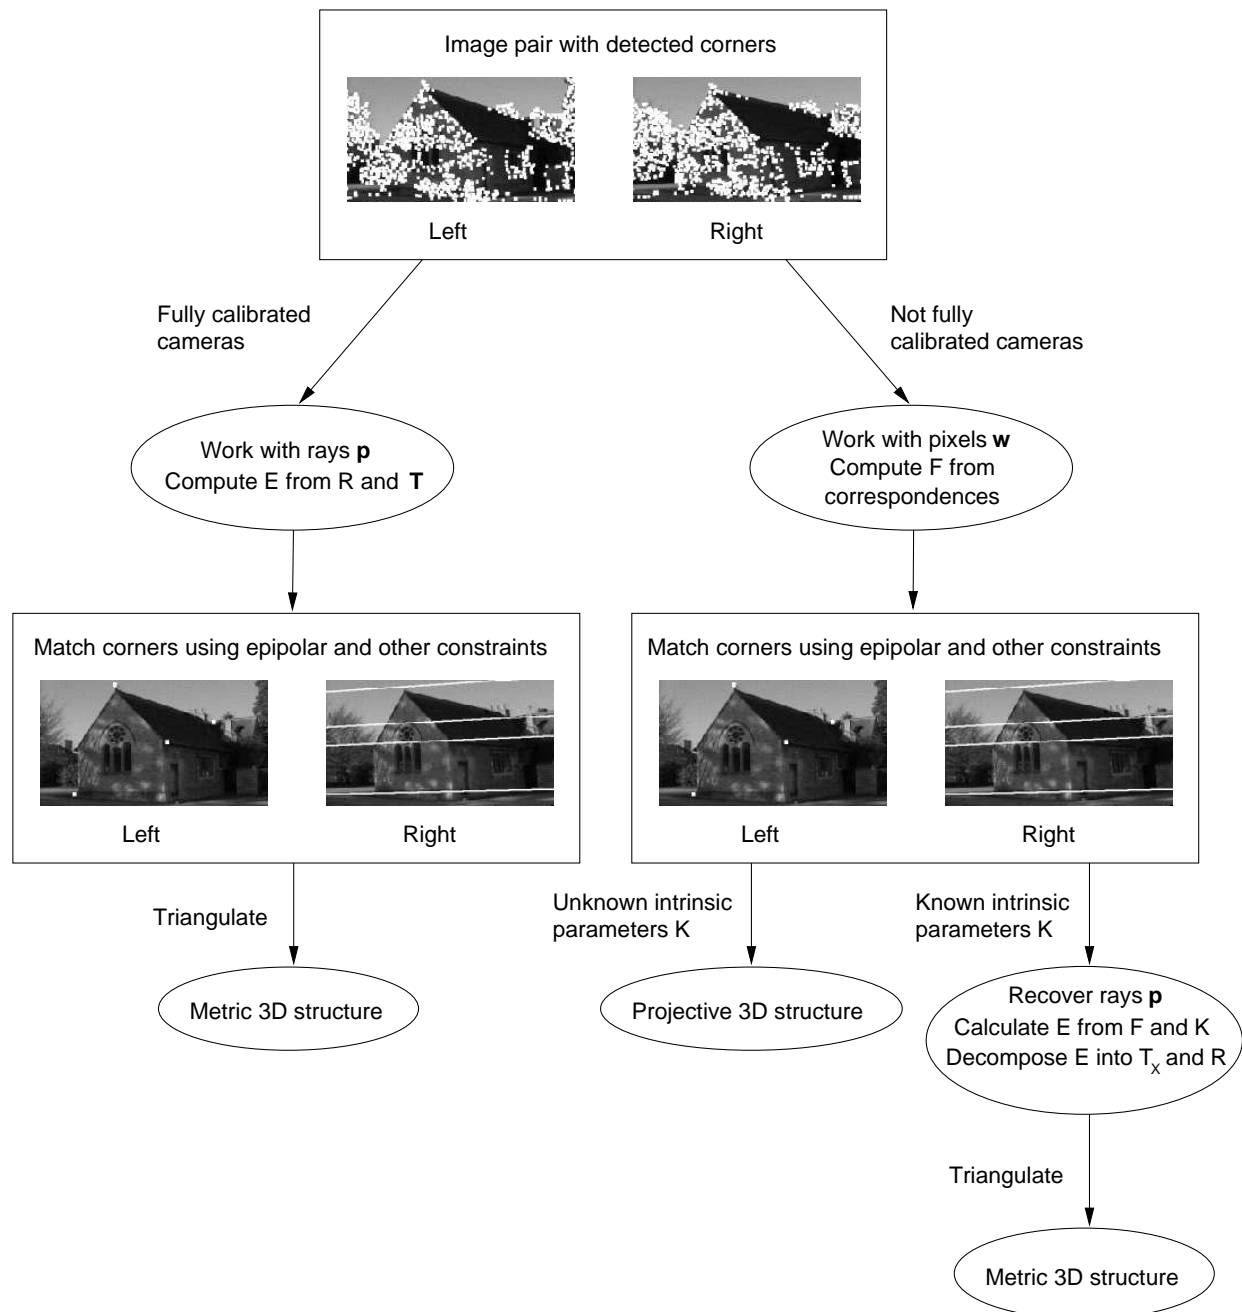 Image pair with detected corners
Left
Right
Fully calibrated
cameras
Not fully
calibrated cameras
Work with rays p
Compute E from R and T
Work with pixels w
Compute F from
correspondences
Match corners using epipolar and other constraints
Left
Right
Match corners using epipolar and other constraints
Left
Right
Triangulate
Unknown intrinsic
parameters K
Known intrinsic
parameters K
Metric 3D structure
Projective 3D structure
Recover rays p
Calculate E from F and K
Decompose E into Tx and R
Triangulate
Metric 3D structure